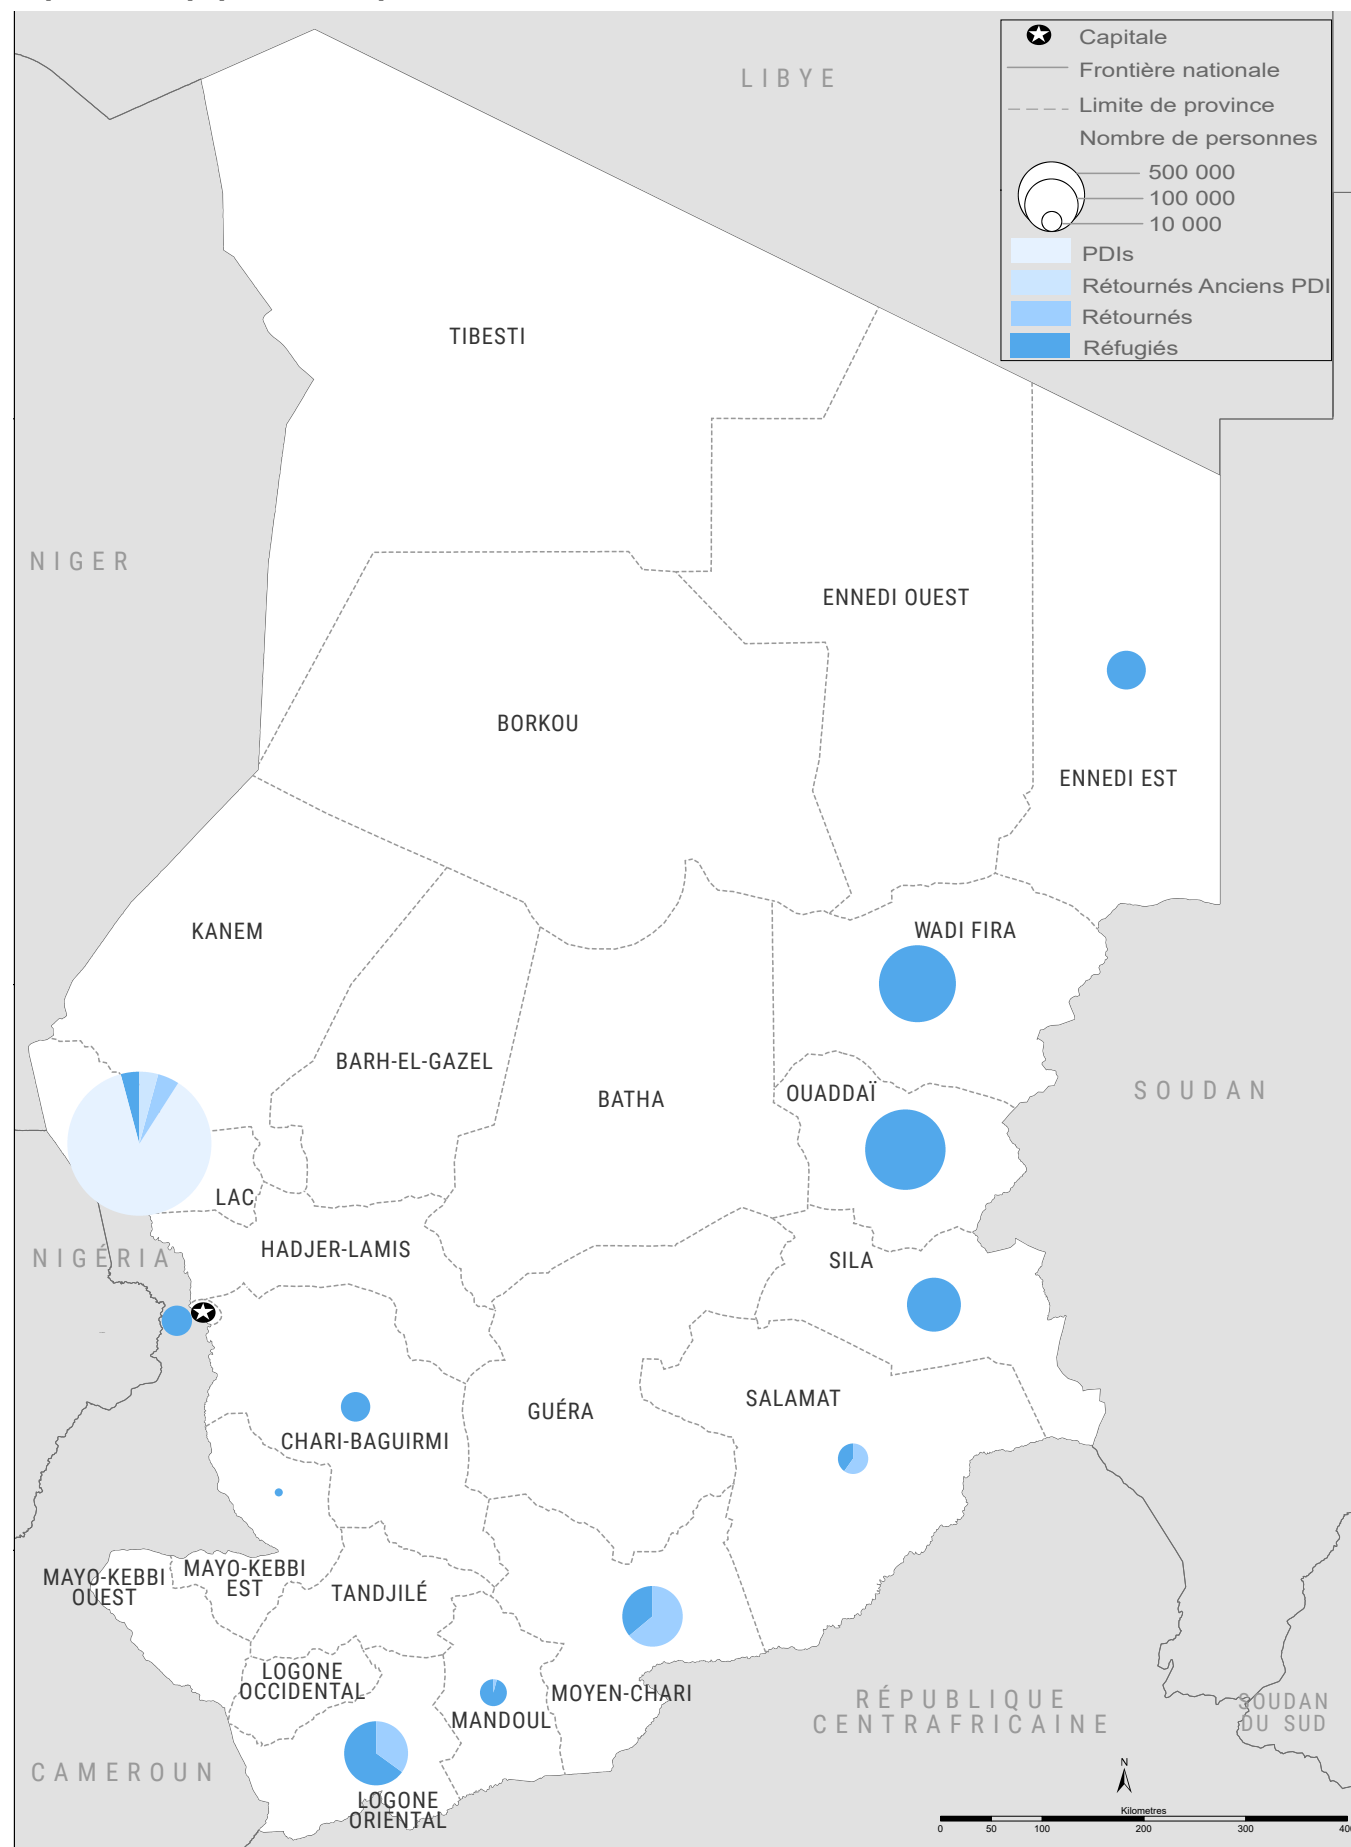 Capitale
Frontière nationale
Limite de province
Nombre de personnes
500 000
100 000
10 000
PDIs
Rétournés Anciens PDI
Rétournés
Réfugiés
LIBYE
TIBESTI
NIGER
ENNEDI OUEST
BORKOU
ENNEDI EST
KANEM
WADI FIRA
BARH-EL-GAZEL
BATHA
OUADDAÏ
SOUDAN
LAC
HADJER-LAMIS
NIGÉRIA
SILA
SALAMAT
GUÉRA
CHARI-BAGUIRMI
MAYO-KEBBI
OUEST
MAYO-KEBBI
EST
TANDJILÉ
LOGONE
OCCIDENTAL
MOYEN-CHARI
MANDOUL
RÉPUBLIQUE
CENTRAFRICAINE
SOUDAN
DU SUD
CAMEROUN
LOGONE
ORIENTAL
N
Kilometres
0 50 100 200 300 400